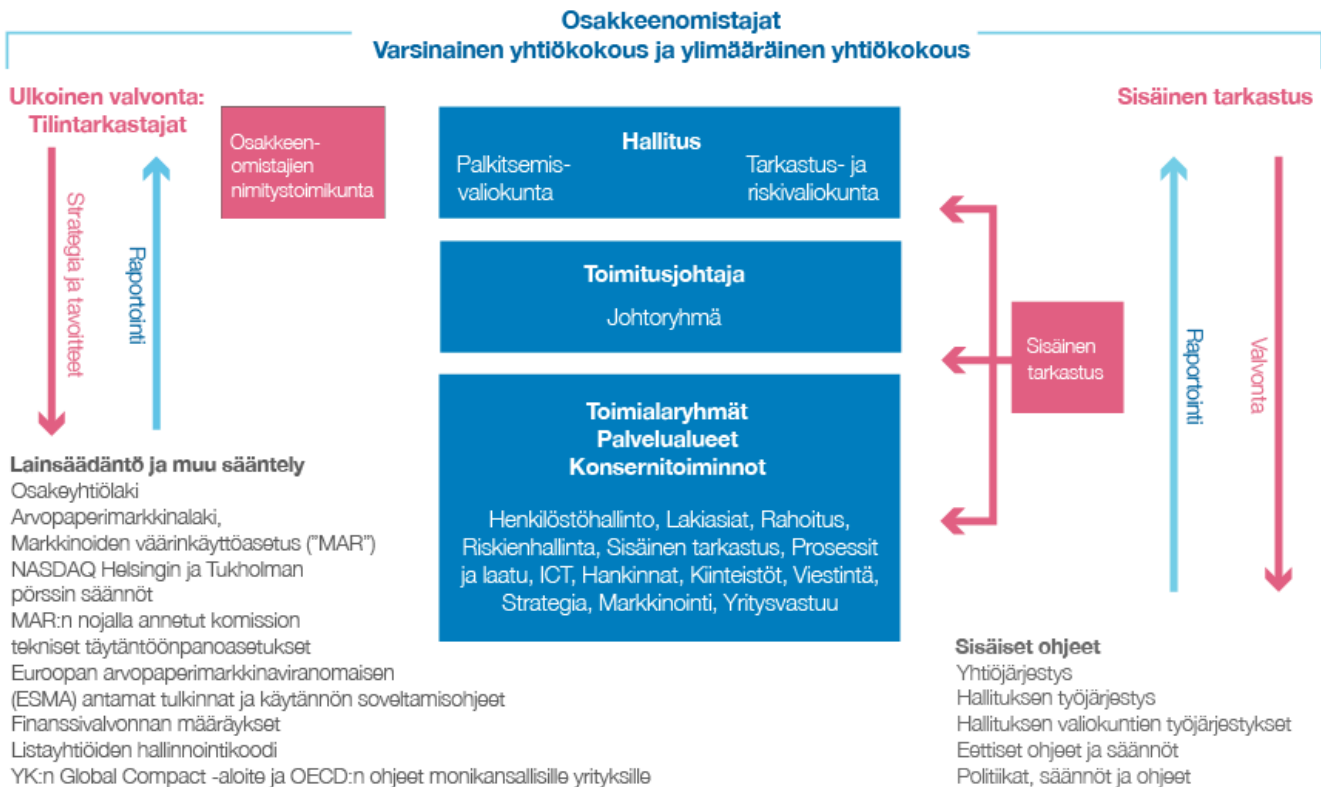 Osakkeenomistajat
Varsinainen yhtiökokous ja ylimääräinen yhtiökokous
Ulkoinen valvonta:
Tilintarkastajat
Strategia ja tavoitteet
Raportointi
Osakkeen-
omistajien
nimitystoimikunta
Hallitus
Palkitsemis-
valiokunta
Tarkastus- ja
riskivaliokunta
Toimitusjohtaja
Johtoryhmä
Toimialaryhmät
Palvelualueet
Konsernitoiminnot
Henkilöstöhallinto, Lakiasiat, Rahoitus,
Riskienhallinta, Sisäinen tarkastus, Prosessit
ja laatu, ICT, Hankinnat, Kiinteistöt, Viestintä,
Strategia, Markkinointi, Yritysvastuu
Sisäinen
tarkastus
Sisäinen tarkastus
Raportointi
Valvonta
Lainsäädäntö ja muu sääntely
Osakeyhtiölaki
Arvopaperimarkkinalaki,
Markkinoiden väärinkäyttöasetus ("MAR")
NASDAQ Helsingin ja Tukholman
pörssin säännöt
MAR:n nojalla annetut komission
tekniset täytäntöönpanoasetukset
Euroopan arvopaperimarkkinaviranomaisen
(ESMA) antamat tulkinnat ja käytännön soveltamisohjeet
Finanssivalvonnan määräykset
Listayhtiöiden hallinnointikoodi
YK:n Global Compact -aloite ja OECD:n ohjeet monikansallisille yrityksille
Sisäiset ohjeet
Yhtiöjärjestys
Hallituksen työjärjestys
Hallituksen valiokuntien työjärjestykset
Eettiset ohjeet ja säännöt
Politiikat, säännöt ja ohjeet